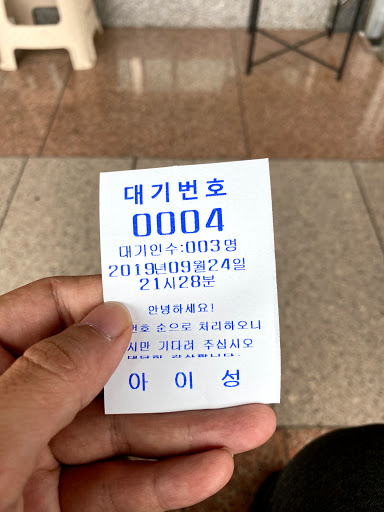 대기번호
0004
대기인수:003명
2019년09월24일
21시28분
안녕하세요!
번호 순으로 처리하오니
시만 기다려 주십시오
아 이 성